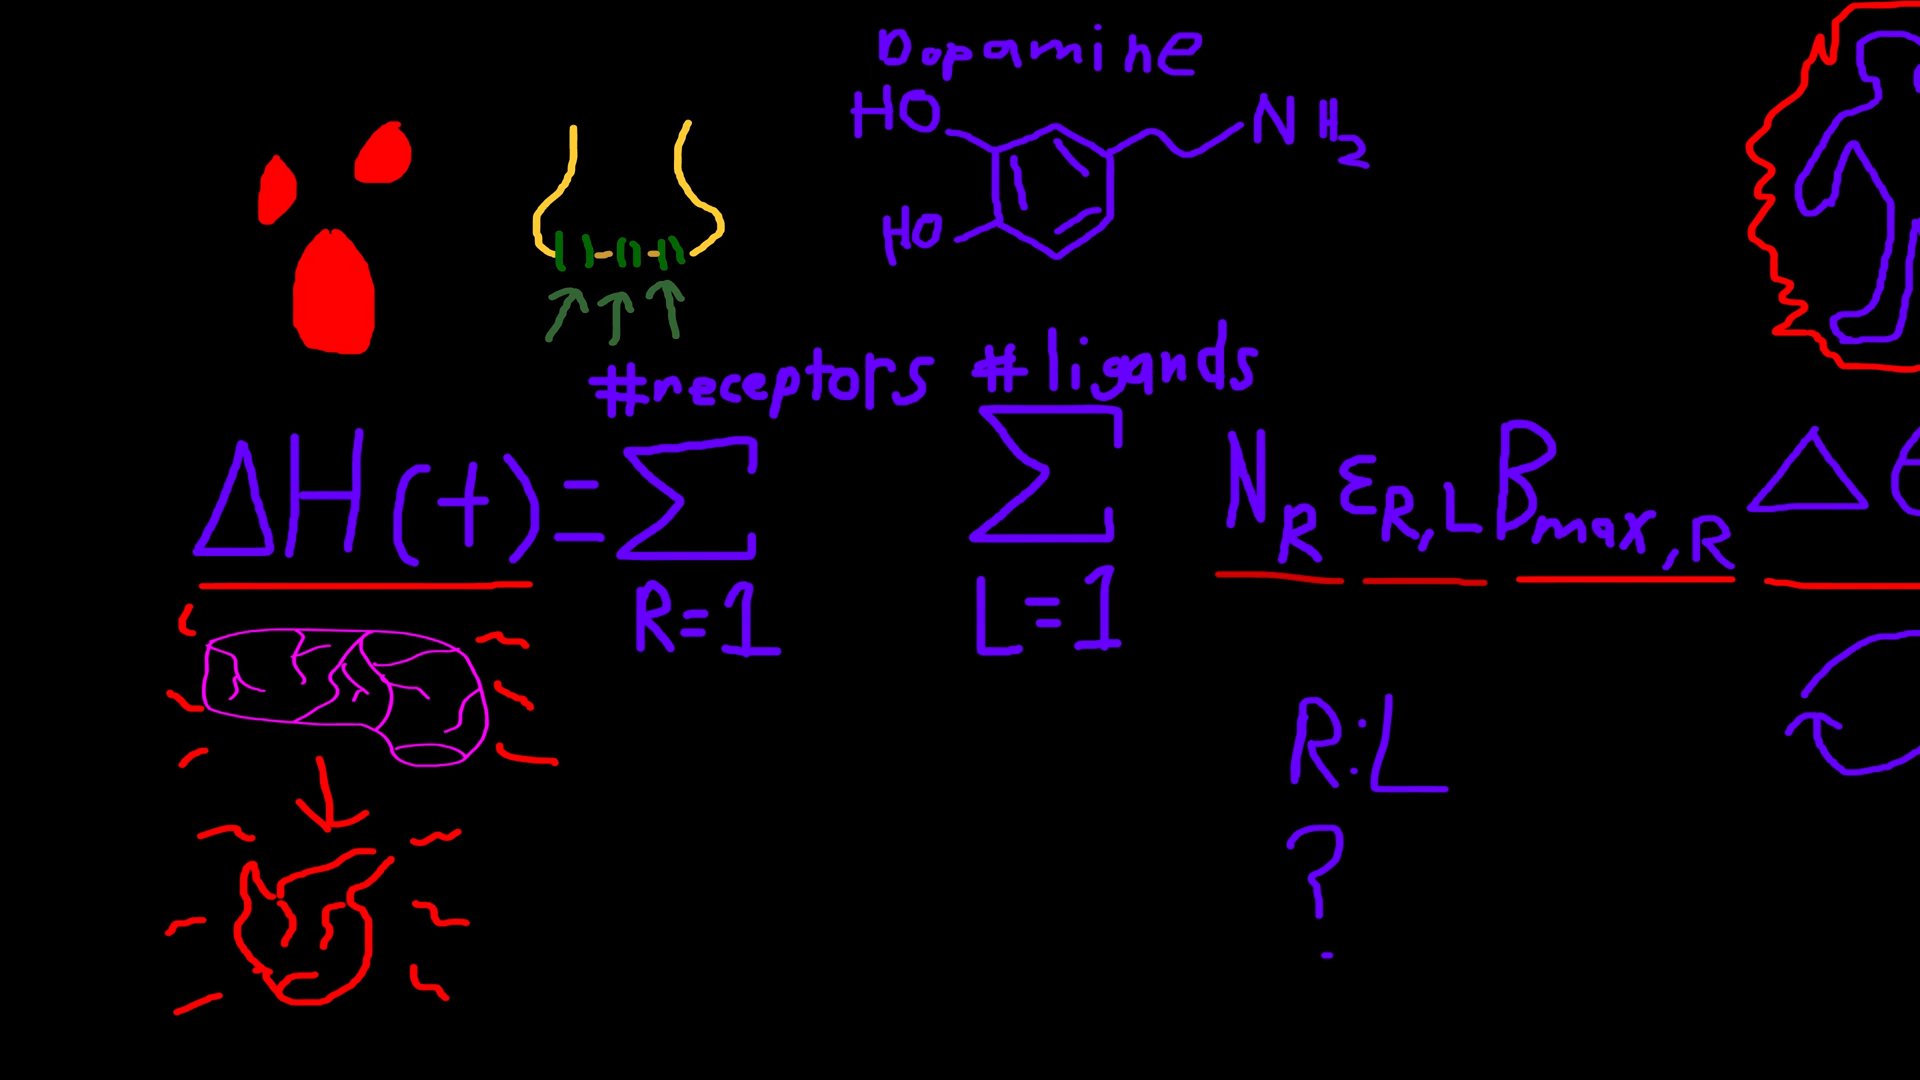 Dopamine
HO NH₂
HO
#receptors #ligands
ΔH(t) = Σ Σ N_R ε_R,L B_max,R Δ
R=1 L=1
R:L
?